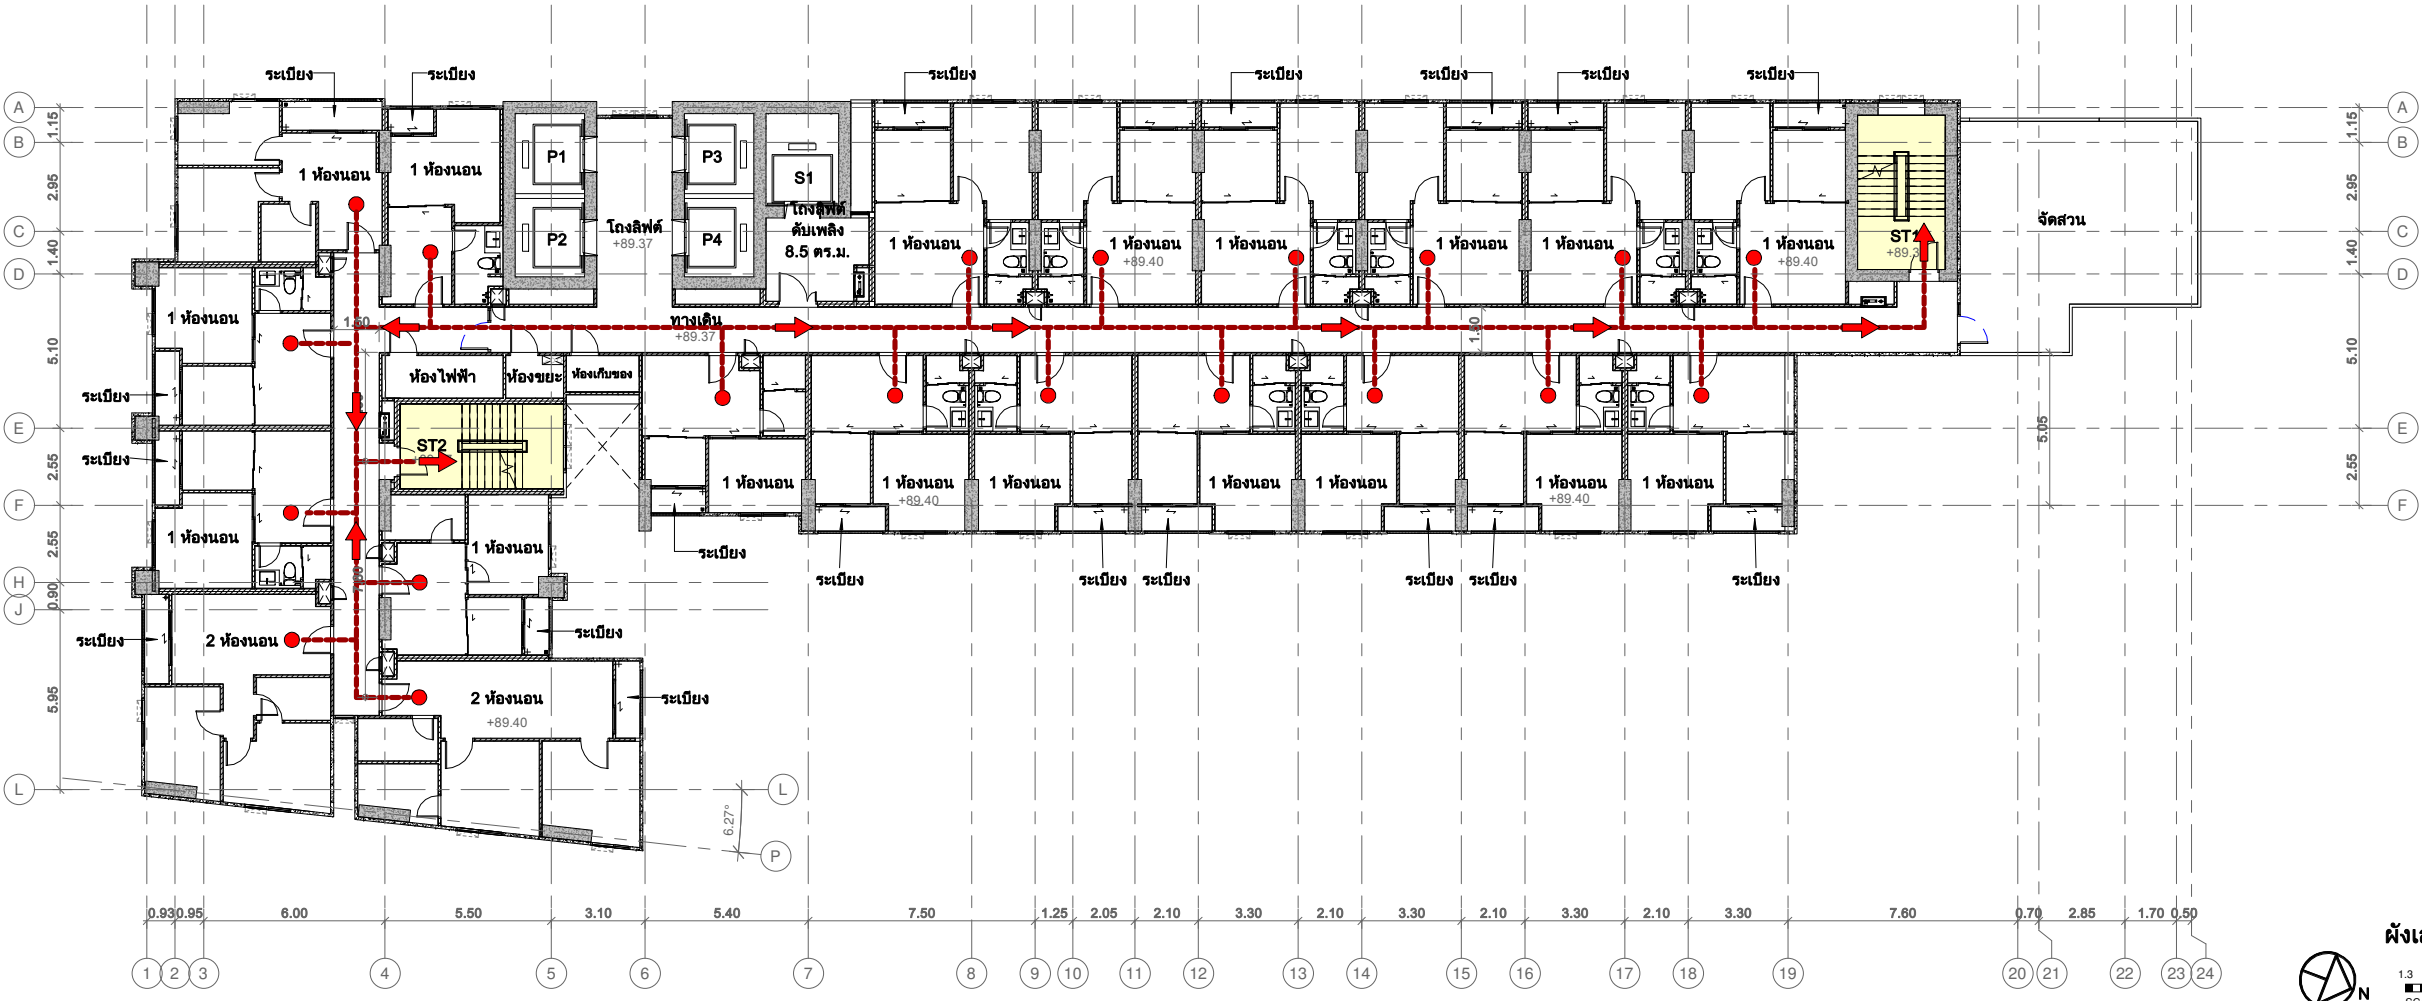 ระเบียง ระเบียง ระเบียง ระเบียง ระเบียง ระเบียง ระเบียง
A A
1.15 1.15
B B
P1 P3 S1
1 ห้องนอน 1 ห้องนอน
2.95 2.95
โถงลิฟต์
ดับเพลิง
8.5 ตร.ม.
จัดสวน
C C
P2 โถงลิฟต์ P4
+89.37
1 ห้องนอน 1 ห้องนอน 1 ห้องนอน 1 ห้องนอน 1 ห้องนอน 1 ห้องนอน
ST1
+89.40 +89.40
1.40 1.40
D D
1 ห้องนอน
1.50 ทางเดิน 1.50
+89.37
5.10 5.10
ห้องไฟฟ้า ห้องขยะ ห้องเก็บของ
ระเบียง
E E
5.05
ST2
ระเบียง
2.55 2.55
1 ห้องนอน 1 ห้องนอน 1 ห้องนอน 1 ห้องนอน 1 ห้องนอน 1 ห้องนอน 1 ห้องนอน
+89.40 +89.40
F F
1 ห้องนอน 1 ห้องนอน
2.55
ระเบียง
ระเบียง ระเบียง ระเบียง ระเบียง ระเบียง ระเบียง
H
0.90
J
ระเบียง 2 ห้องนอน ระเบียง
5.95
2 ห้องนอน ระเบียง
+89.40
L L
6.27°
P
0.93 0.95 6.00 5.50 3.10 5.40 7.50 1.25 2.05 2.10 3.30 2.10 3.30 2.10 3.30 2.10 3.30 7.60 0.70 2.85 1.70 0.50
1 2 3 4 5 6 7 8 9 10 11 12 13 14 15 16 17 18 19 20 21 22 23 24
N
1.3